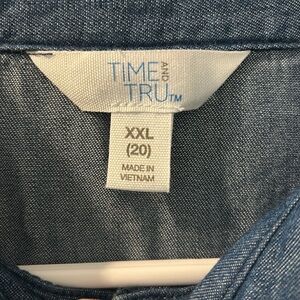 TIME AND
TRU™
XXL
(20)
MADE IN
VIETNAM